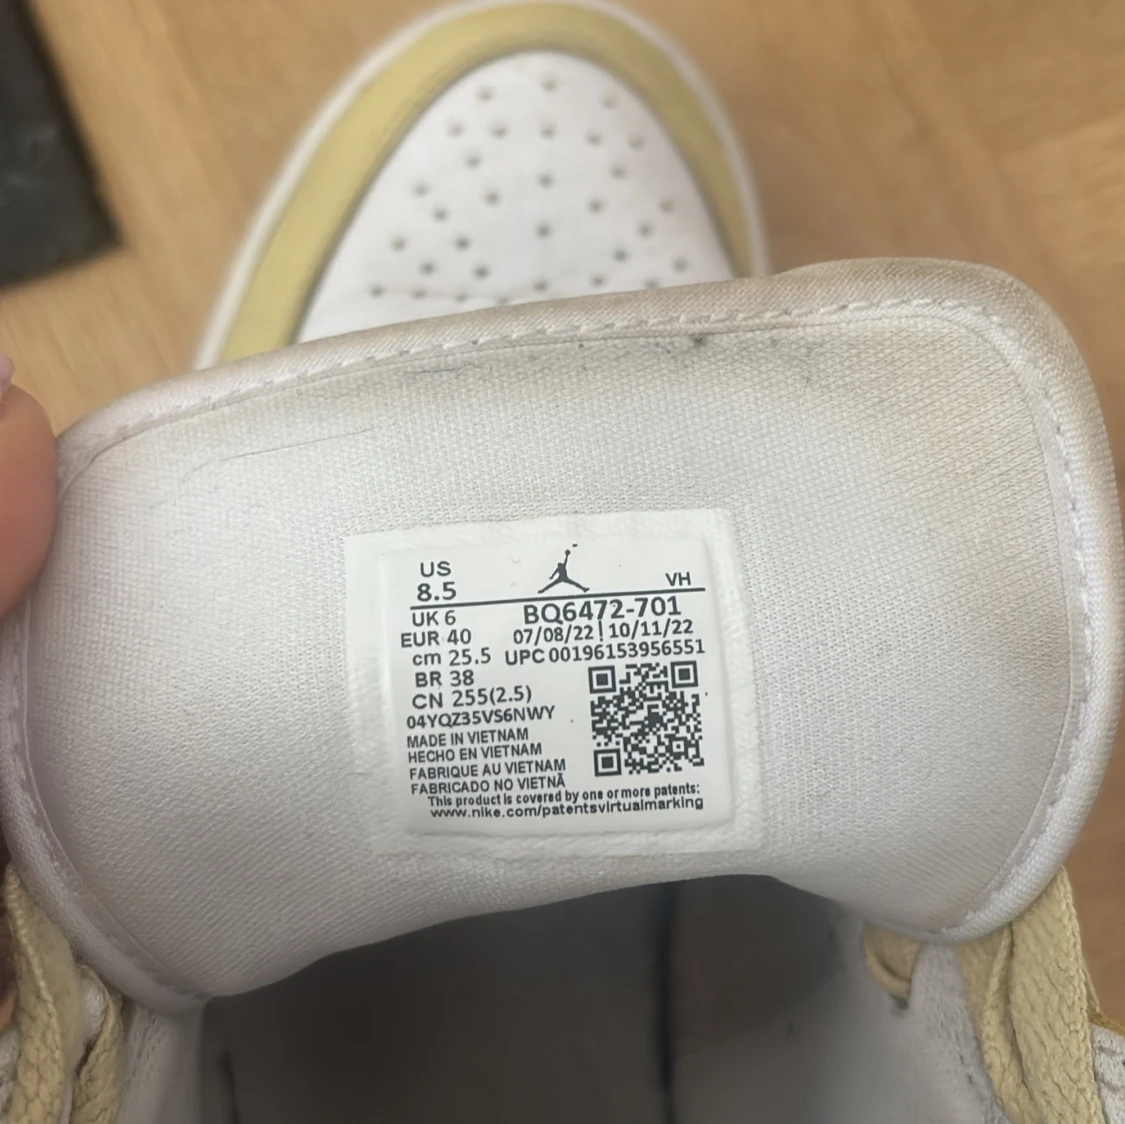 US
8.5
VH
UK 6
BQ6472-701
EUR 40
07/08/22 | 10/11/22
cm 25.5
UPC 00196153956551
BR 38
CN 255(2.5)
04YQZ35VS6NWY
MADE IN VIETNAM
HECHO EN VIETNAM
FABRIQUE AU VIETNAM
FABRICADO NO VIETNÃ
This product is covered by one or more patents:
www.nike.com/patentsvirtualmarking